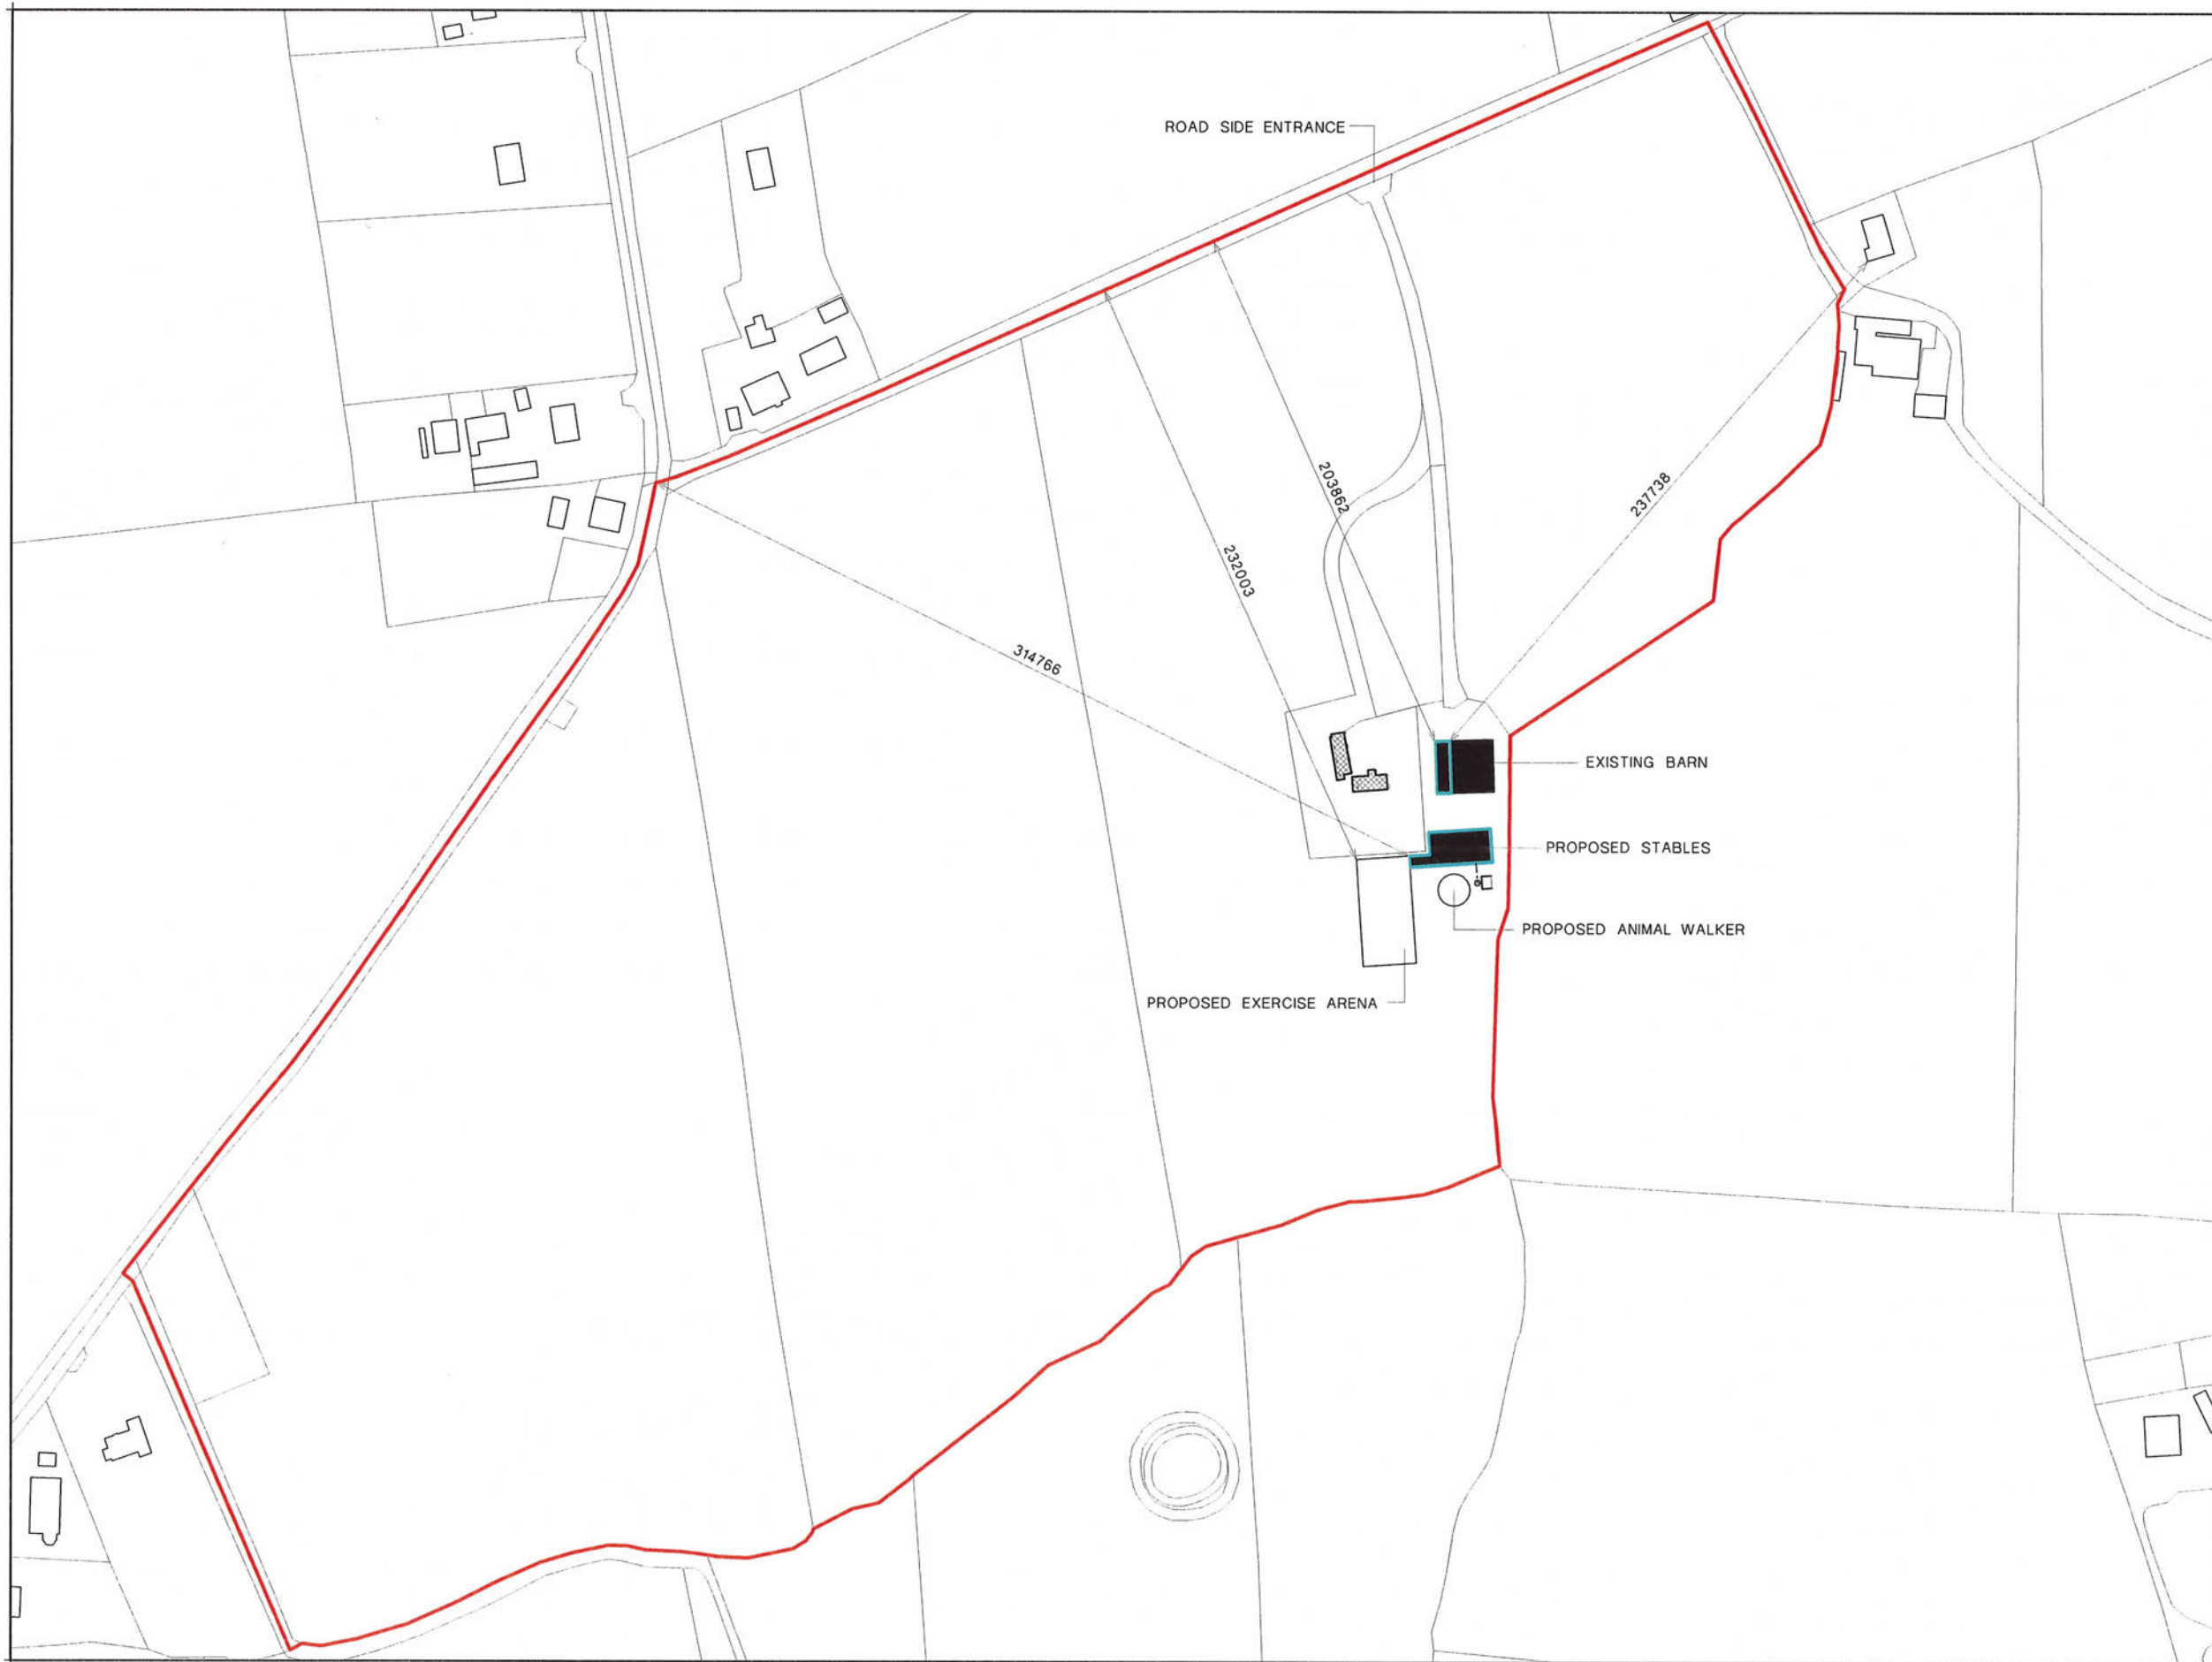 ROAD SIDE ENTRANCE
203862
237738
232003
314766
EXISTING BARN
PROPOSED STABLES
PROPOSED ANIMAL WALKER
PROPOSED EXERCISE ARENA